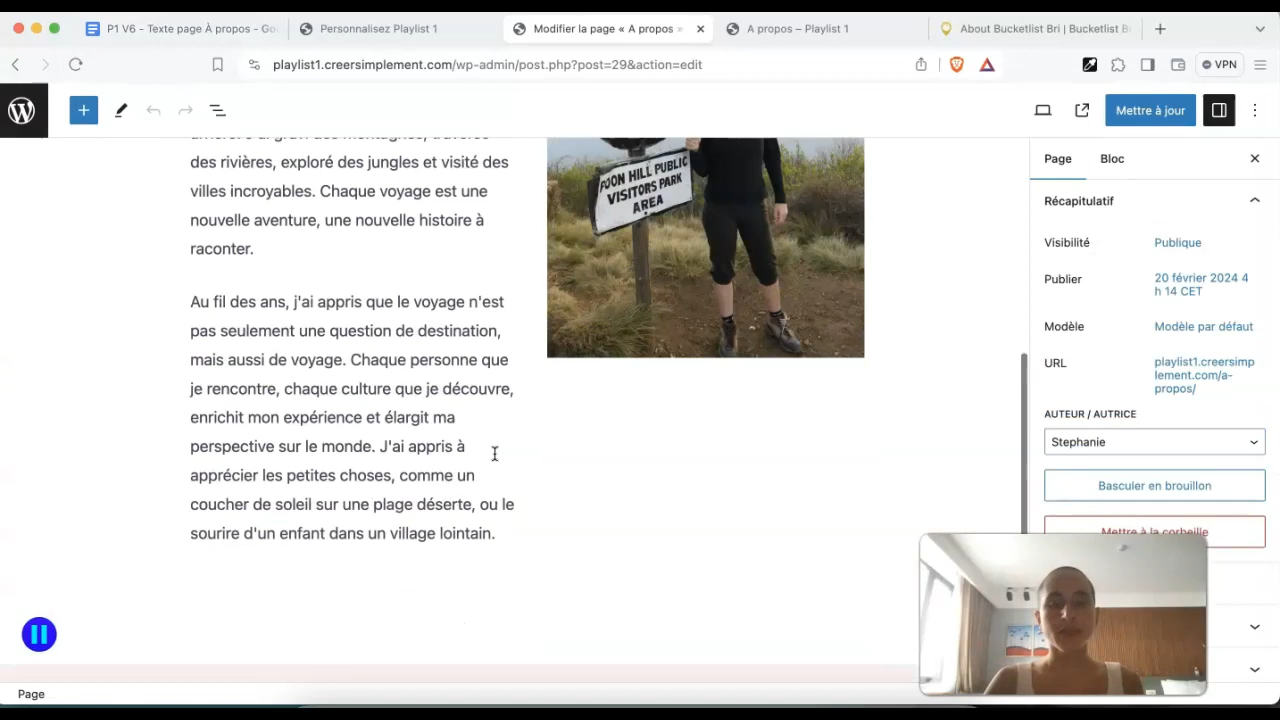 P1 V6 - Texte page À propos - Go
Personnalisez Playlist 1
Modifier la page « A propos »
A propos – Playlist 1
About Bucketlist Bri | Bucketlist B
playlist1.creersimplement.com/wp-admin/post.php?post=29&action=edit
VPN
Mettre à jour
des rivières, exploré des jungles et visité des
villes incroyables. Chaque voyage est une
nouvelle aventure, une nouvelle histoire à
raconter.
Au fil des ans, j'ai appris que le voyage n'est
pas seulement une question de destination,
mais aussi de voyage. Chaque personne que
je rencontre, chaque culture que je découvre,
enrichit mon expérience et élargit ma
perspective sur le monde. J'ai appris à
apprécier les petites choses, comme un
coucher de soleil sur une plage déserte, ou le
sourire d'un enfant dans un village lointain.
POON HILL PUBLIC
VISITORS PARK
AREA
Page
Bloc
Récapitulatif
Visibilité
Publique
Publier
20 février 2024 4
h 14 CET
Modèle
Modèle par défaut
URL
playlist1.creersimp
lement.com/a-
propos/
AUTEUR / AUTRICE
Stephanie
Basculer en brouillon
Mettre à la corbeille
Page